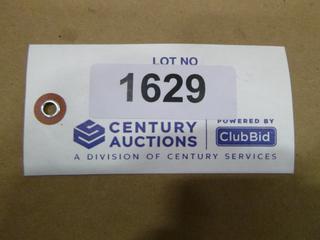 LOT NO
1629
CENTURY AUCTIONS
POWERED BY
ClubBid
A DIVISION OF CENTURY SERVICES